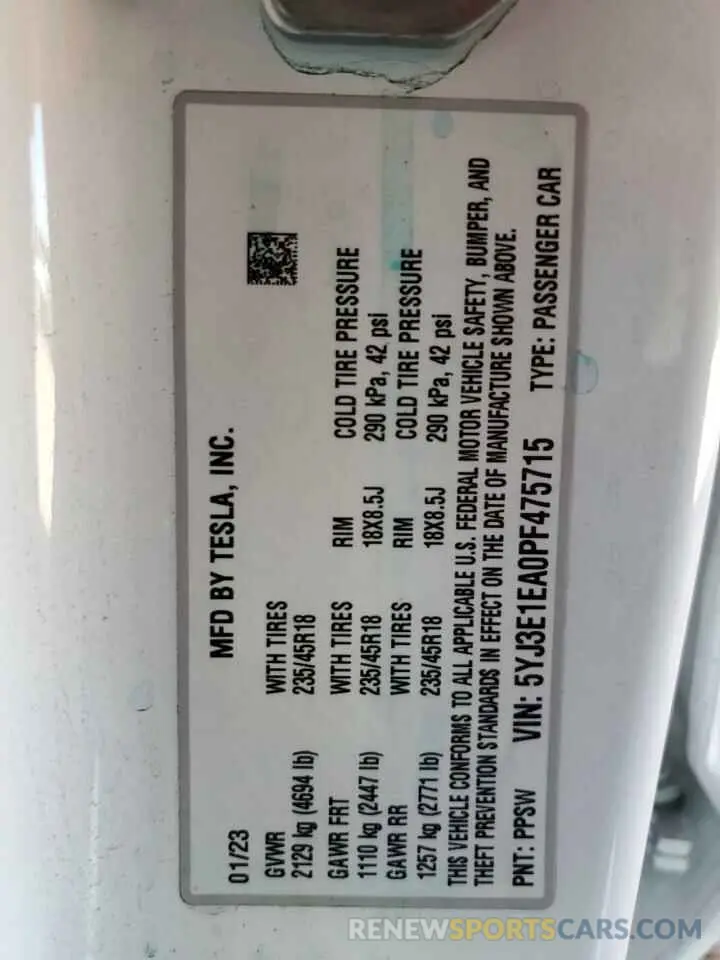 MFD BY TESLA, INC.
01/23
GVWR WITH TIRES
2129 kg (4694 lb) 235/45R18
GAWR FRT WITH TIRES RIM COLD TIRE PRESSURE
1110 kg (2447 lb) 235/45R18 18X8.5J 290 kPa, 42 psi
GAWR RR WITH TIRES RIM COLD TIRE PRESSURE
1257 kg (2771 lb) 235/45R18 18X8.5J 290 kPa, 42 psi
THIS VEHICLE CONFORMS TO ALL APPLICABLE U.S. FEDERAL MOTOR VEHICLE SAFETY, BUMPER, AND
THEFT PREVENTION STANDARDS IN EFFECT ON THE DATE OF MANUFACTURE SHOWN ABOVE.
PNT: PPSW VIN: 5YJ3E1EA0PF475715 TYPE: PASSENGER CAR
RENEWSPORTSCARS.COM